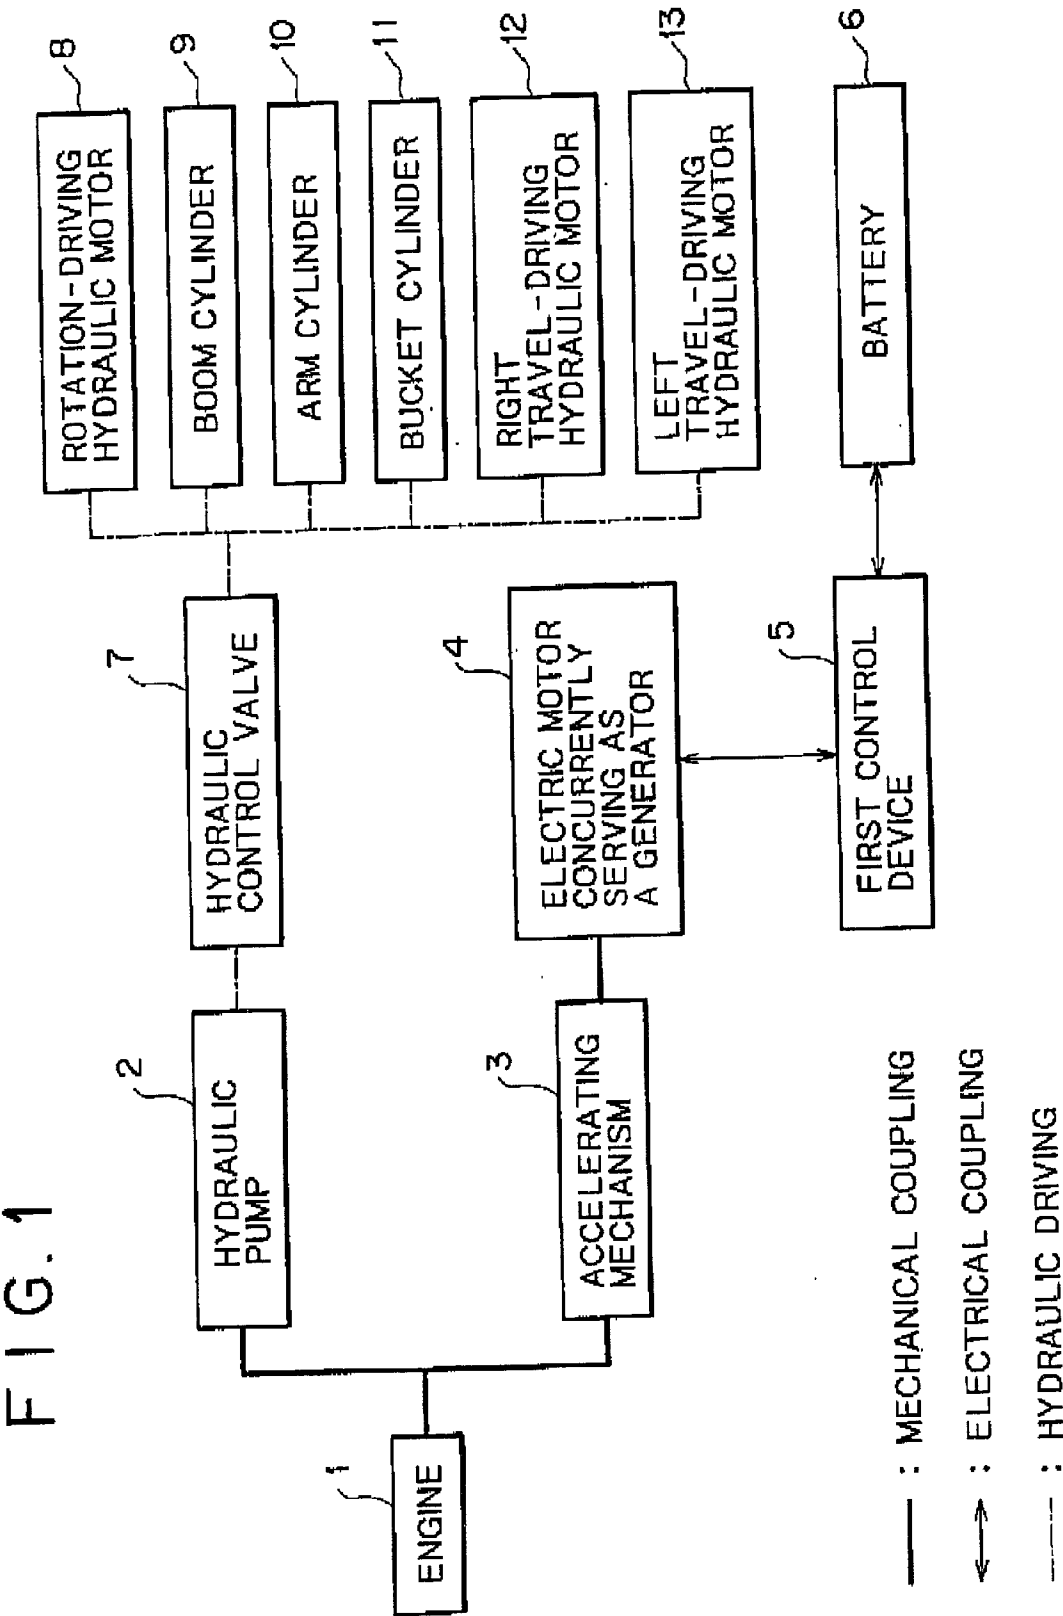 FIG. 1
1
ENGINE
2
HYDRAULIC
PUMP
3
ACCELERATING
MECHANISM
7
HYDRAULIC
CONTROL VALVE
4
ELECTRIC MOTOR
CONCURRENTLY
SERVING AS
A GENERATOR
5
FIRST CONTROL
DEVICE
8
ROTATION-DRIVING
HYDRAULIC MOTOR
9
BOOM CYLINDER
10
ARM CYLINDER
11
BUCKET CYLINDER
12
RIGHT
TRAVEL-DRIVING
HYDRAULIC MOTOR
13
LEFT
TRAVEL-DRIVING
HYDRAULIC MOTOR
6
BATTERY
: MECHANICAL COUPLING
: ELECTRICAL COUPLING
: HYDRAULIC DRIVING